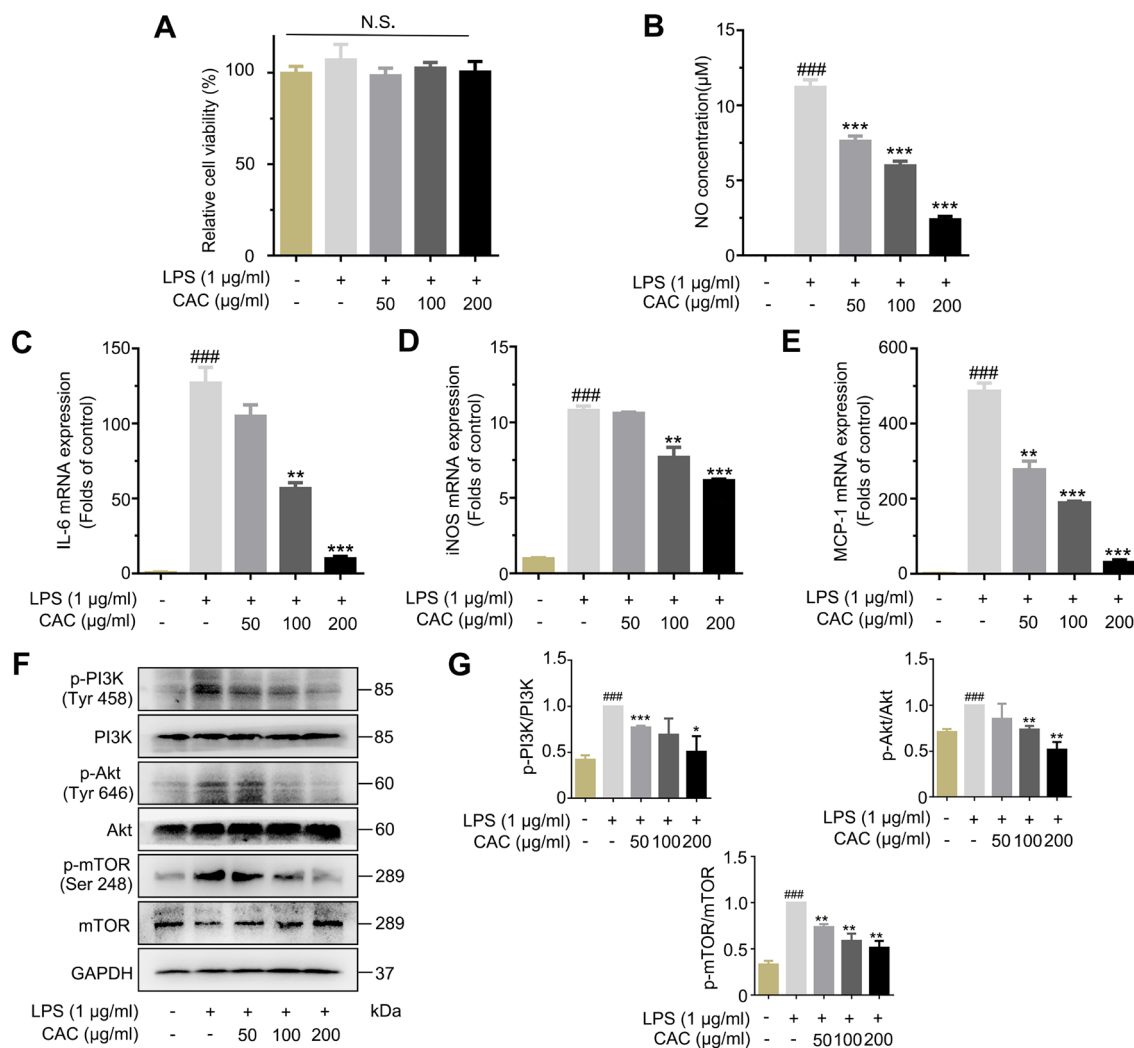 A
N.S.
Relative cell viability (%)
100
50
0
LPS (1 µg/ml) - + + + +
CAC (µg/ml) - - 50 100 200
B
NO concentration(µM)
15
10
5
0
###
***
***
***
LPS (1 µg/ml) - + + + +
CAC (µg/ml) - - 50 100 200
C
IL-6 mRNA expression
(Folds of control)
150
100
50
0
###
**
***
LPS (1 µg/ml) - + + + +
CAC (µg/ml) - - 50 100 200
D
iNOS mRNA expression
(Folds of control)
15
10
5
0
###
**
***
LPS (1 µg/ml) - + + + +
CAC (µg/ml) - - 50 100 200
E
MCP-1 mRNA expression
(Folds of control)
600
400
200
0
###
**
***
***
LPS (1 µg/ml) - + + + +
CAC (µg/ml) - - 50 100 200
F
p-PI3K
(Tyr 458)
85
PI3K
85
p-Akt
(Tyr 646)
60
Akt
60
p-mTOR
(Ser 248)
289
mTOR
289
GAPDH
37
LPS (1 µg/ml) - + + + + kDa
CAC (µg/ml) - - 50 100 200
G
p-PI3K/PI3K
1.5
1.0
0.5
0
###
***
*
LPS (1 µg/ml) - + + + +
CAC (µg/ml) - - 50 100 200
p-Akt/Akt
1.5
1.0
0.5
0
###
**
**
LPS (1 µg/ml) - + + + +
CAC (µg/ml) - - 50 100 200
p-mTOR/mTOR
1.5
1.0
0.5
0
###
**
**
**
LPS (1 µg/ml) - + + + +
CAC (µg/ml) - - 50 100 200